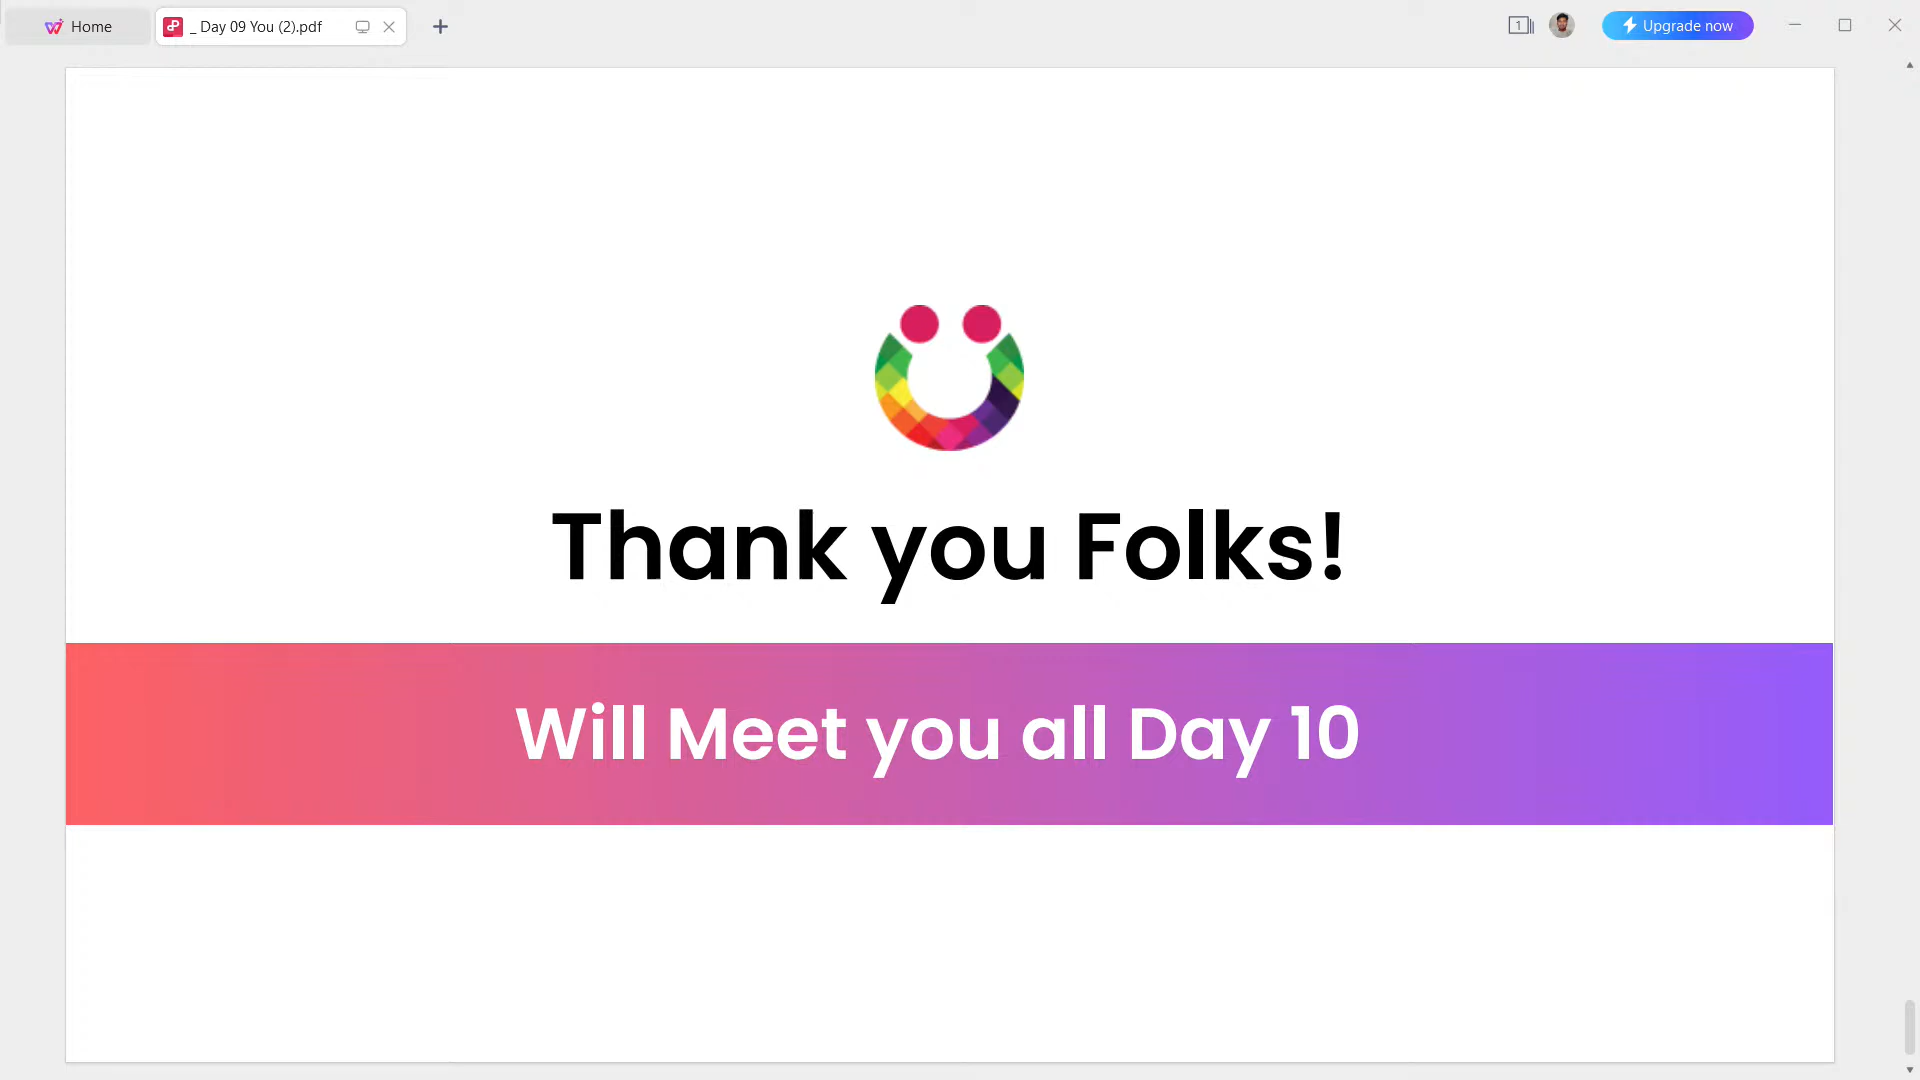 Home
_ Day 09 You (2).pdf
1
Upgrade now
Thank you Folks!
Will Meet you all Day 10